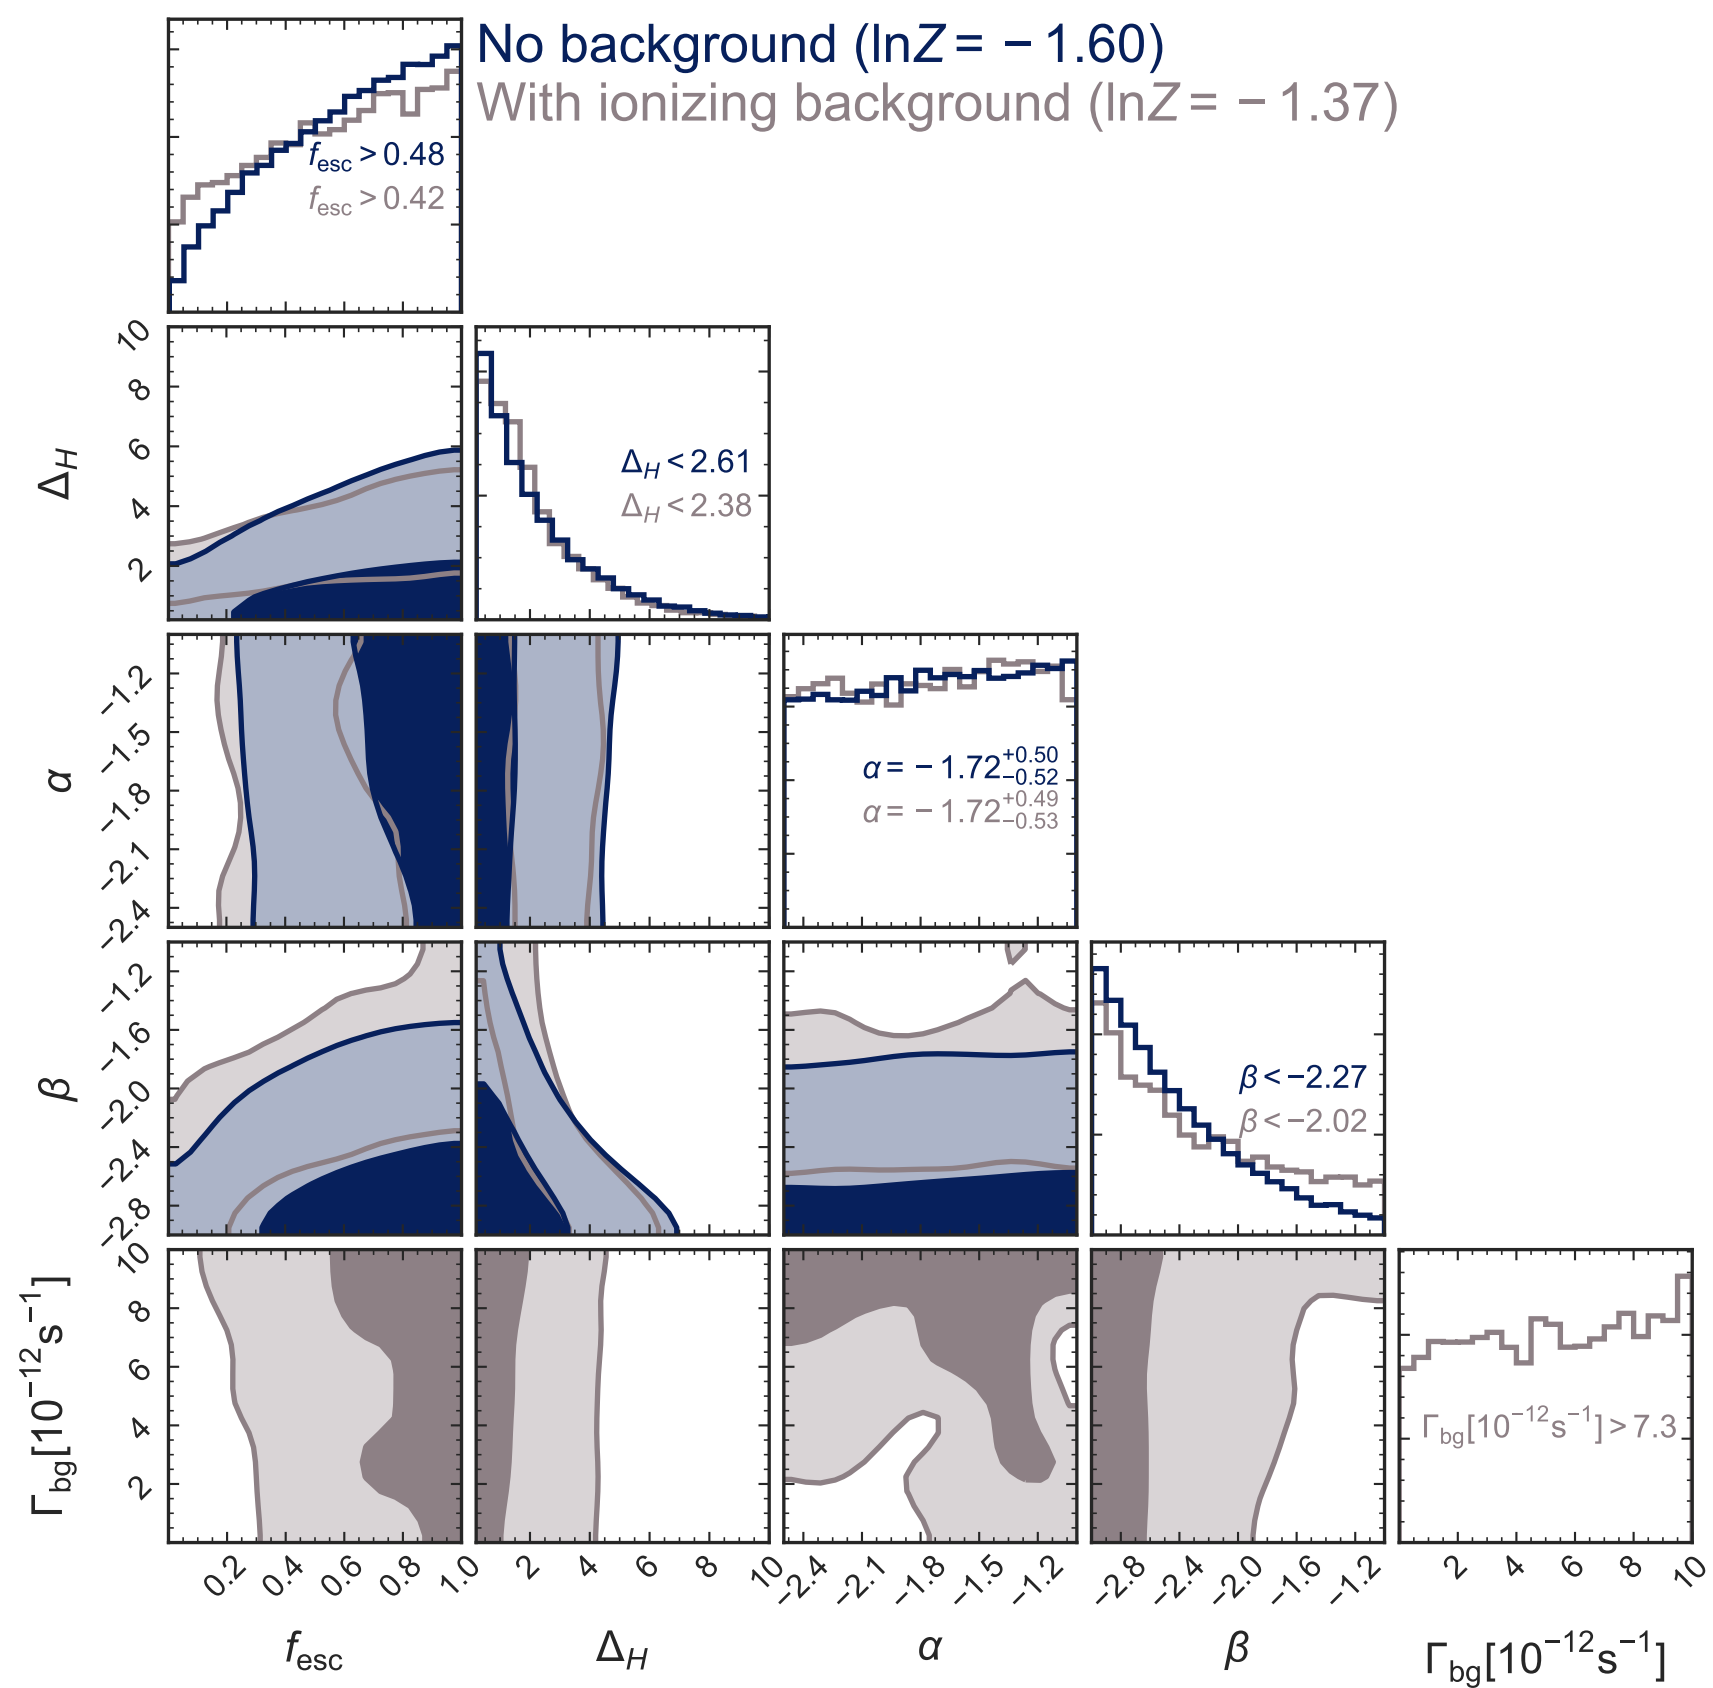 No background (lnZ = −1.60)
With ionizing background (lnZ = −1.37)
f_esc > 0.48
f_esc > 0.42
10
8
6
4
2
Δ_H
Δ_H < 2.61
Δ_H < 2.38
−1.2
−1.5
−1.8
−2.1
−2.4
α
α = −1.72^{+0.50}_{−0.52}
α = −1.72^{+0.49}_{−0.53}
−1.2
−1.6
−2.0
−2.4
−2.8
β
β < −2.27
β < −2.02
10
8
6
4
2
Γ_bg[10^{−12}s^{−1}]
Γ_bg[10^{−12}s^{−1}] > 7.3
0.2 0.4 0.6 0.8 1.0 2 4 6 8 10 −2.4 −2.1 −1.8 −1.5 −1.2 −2.8 −2.4 −2.0 −1.6 −1.2 2 4 6 8 10
f_esc Δ_H α β Γ_bg[10^{−12}s^{−1}]